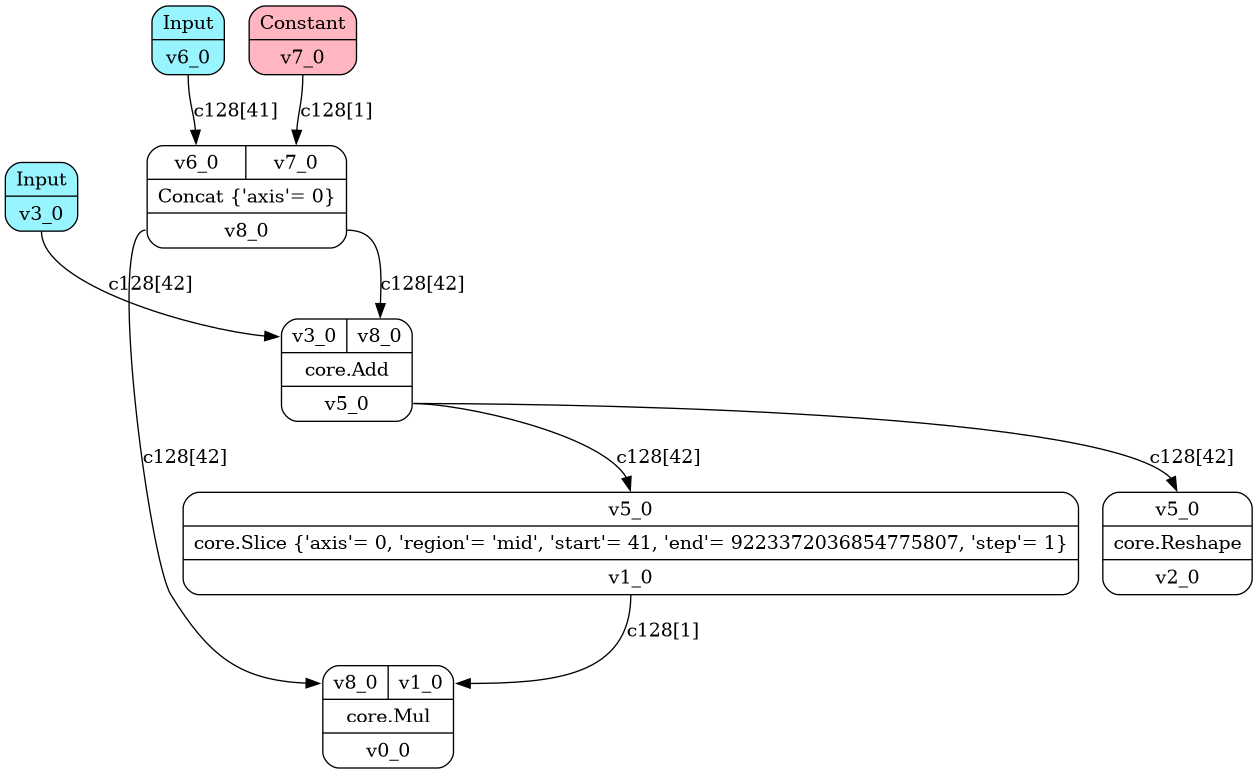 Input
v6_0
Constant
v7_0
c128[41]
c128[1]
v6_0 v7_0
Concat {'axis'= 0}
v8_0
Input
v3_0
c128[42]
c128[42]
v3_0 v8_0
core.Add
v5_0
c128[42]
c128[42]
c128[42]
v5_0
core.Slice {'axis'= 0, 'region'= 'mid', 'start'= 41, 'end'= 9223372036854775807, 'step'= 1}
v1_0
v5_0
core.Reshape
v2_0
c128[1]
v8_0 v1_0
core.Mul
v0_0